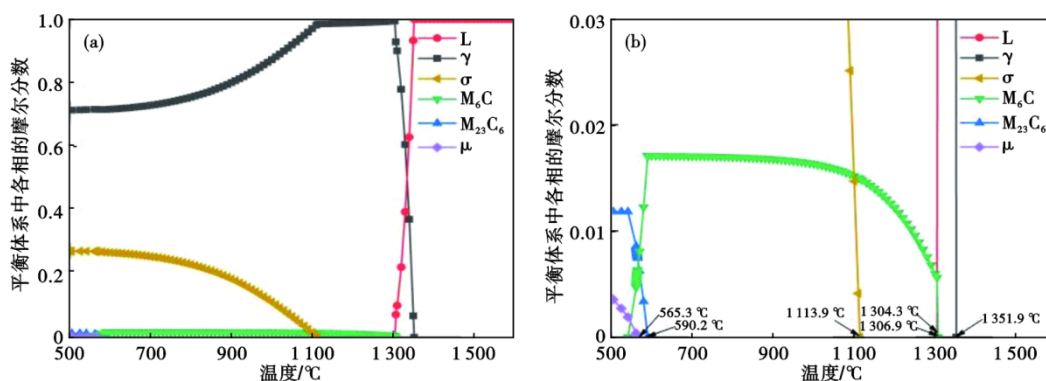 (a)
平衡体系中各相的摩尔分数
1.0
0.8
0.6
0.4
0.2
0
500
700
900
1 100
1 300
温度/℃
L
γ
σ
M₆C
M₂₃C₆
μ
(b)
平衡体系中各相的摩尔分数
0.03
0.02
0.01
0
500
700
900
1 100
1 300
温度/℃
L
γ
σ
M₆C
M₂₃C₆
μ
565.3 ℃
590.2 ℃
1 113.9 ℃
1 304.3 ℃
1 306.9 ℃
1 351.9 ℃